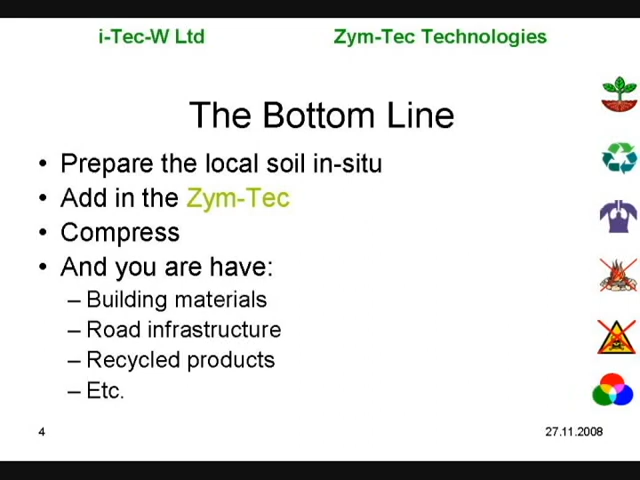 i-Tec-W Ltd Zym-Tec Technologies
The Bottom Line
• Prepare the local soil in-situ
• Add in the Zym-Tec
• Compress
• And you are have:
– Building materials
– Road infrastructure
– Recycled products
– Etc.
4 27.11.2008